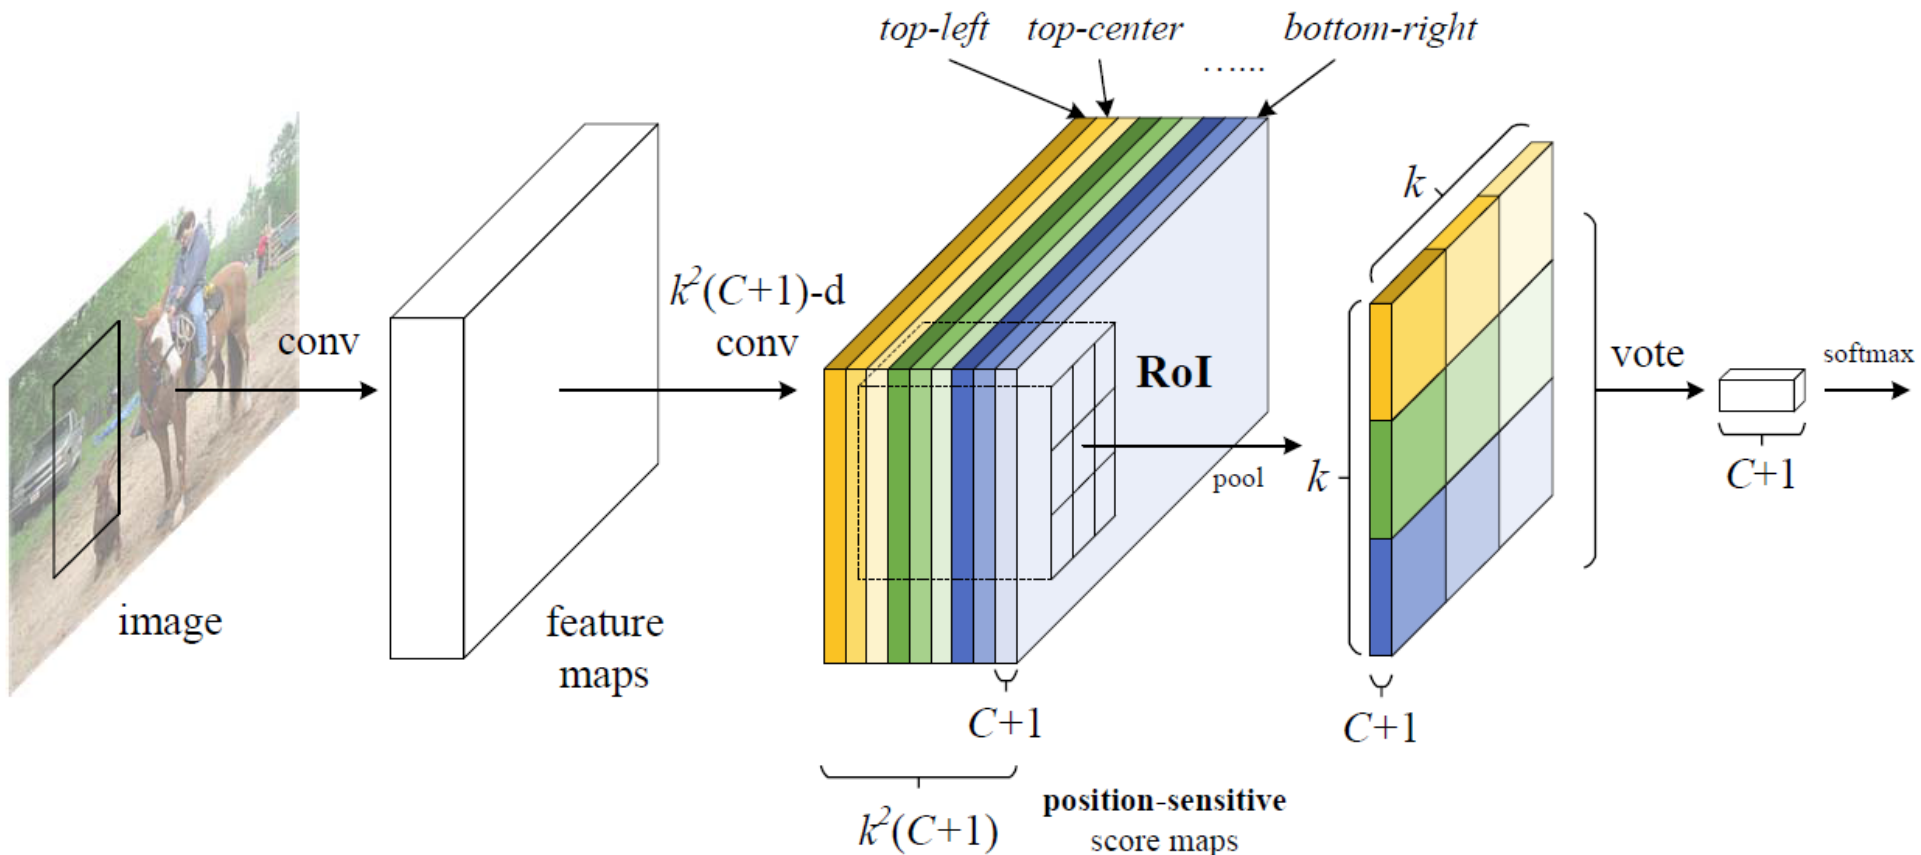 top-left top-center bottom-right
…....
k
k²(C+1)-d
conv
conv
RoI
vote
softmax
pool
k
C+1
image
feature
maps
C+1
C+1
k²(C+1)
position-sensitive
score maps